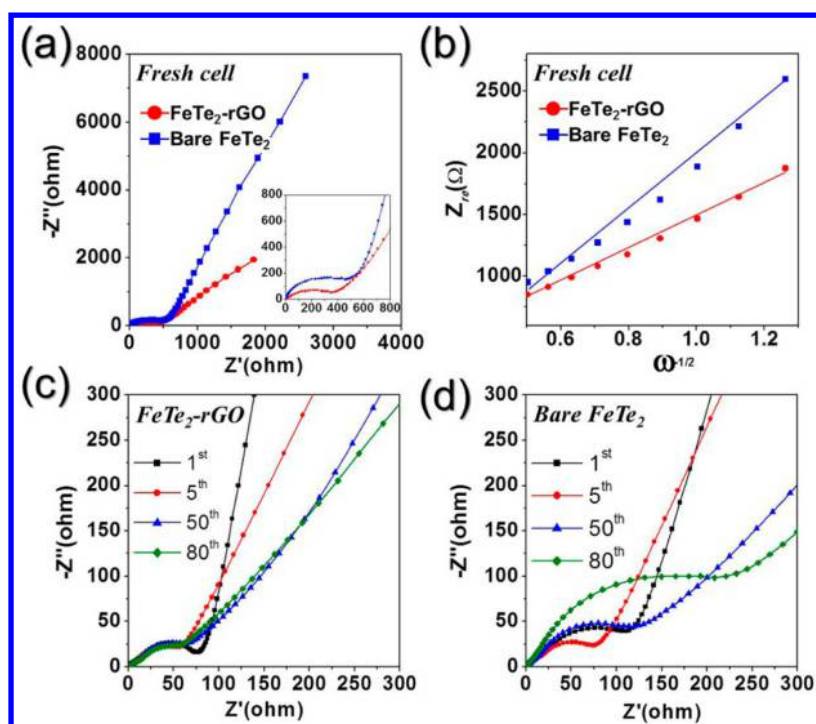 (a)
Fresh cell
FeTe2-rGO
Bare FeTe2
8000
6000
4000
2000
0
-Z''(ohm)
0 1000 2000 3000 4000
Z'(ohm)
800
600
400
200
0
0 200 400 600 800
(b)
Fresh cell
FeTe2-rGO
Bare FeTe2
2500
2000
1500
1000
Zre(Ω)
0.6 0.8 1.0 1.2
ω-1/2
(c)
FeTe2-rGO
1st
5th
50th
80th
300
250
200
150
100
50
0
-Z''(ohm)
0 50 100 150 200 250 300
Z'(ohm)
(d)
Bare FeTe2
1st
5th
50th
80th
300
250
200
150
100
50
0
-Z''(ohm)
0 50 100 150 200 250 300
Z'(ohm)